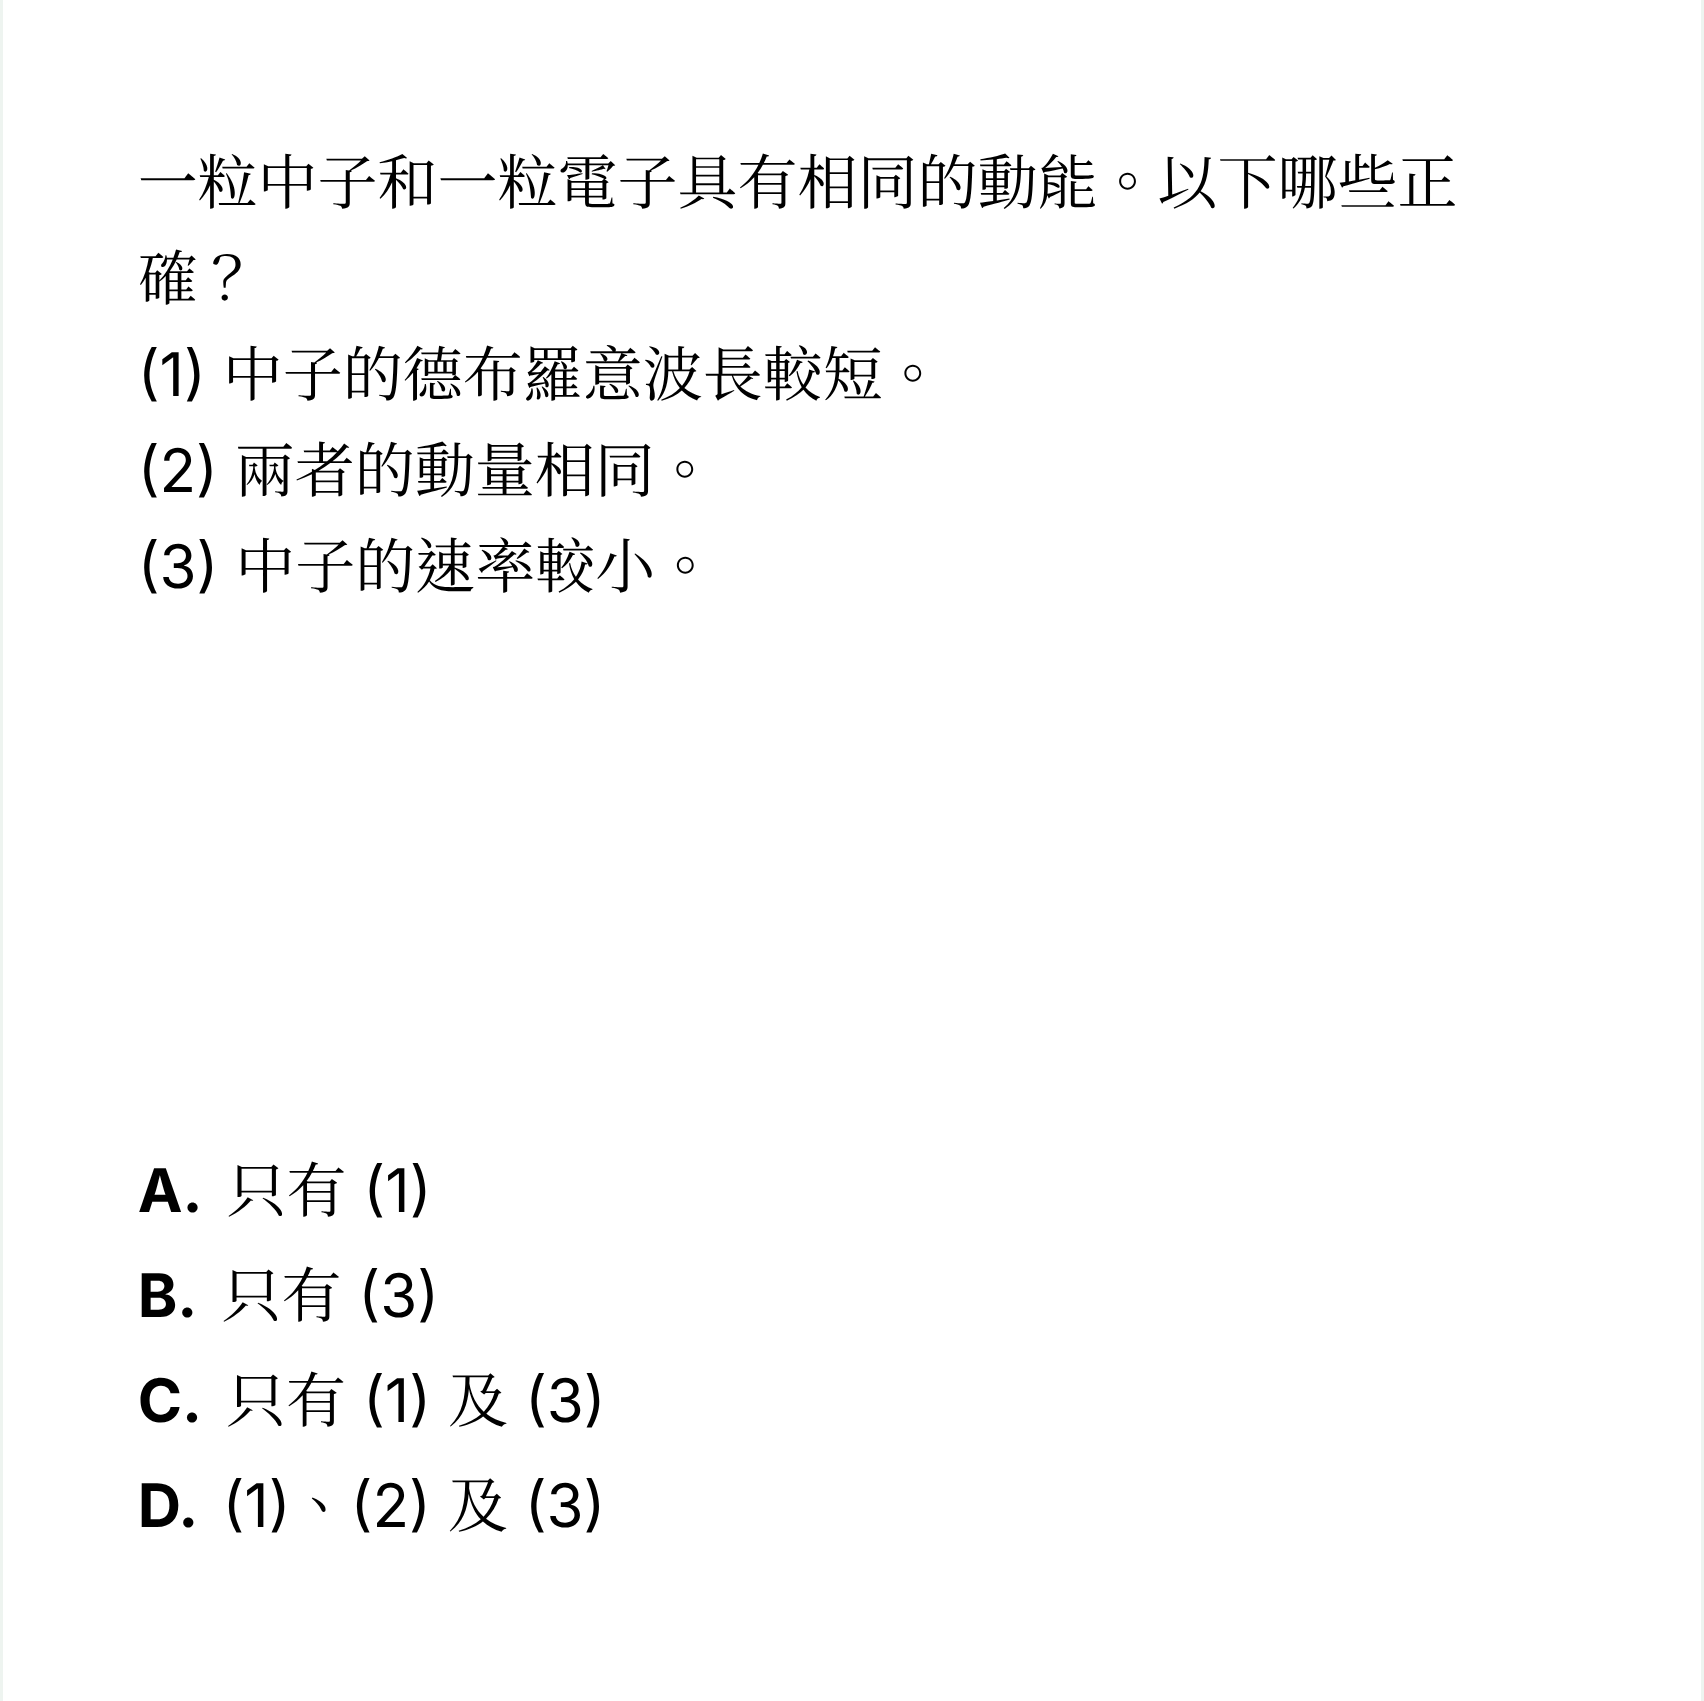 一粒中子和一粒電子具有相同的動能。以下哪些正
確？
(1) 中子的德布羅意波長較短。
(2) 兩者的動量相同。
(3) 中子的速率較小。
A. 只有 (1)
B. 只有 (3)
C. 只有 (1) 及 (3)
D. (1)、(2) 及 (3)